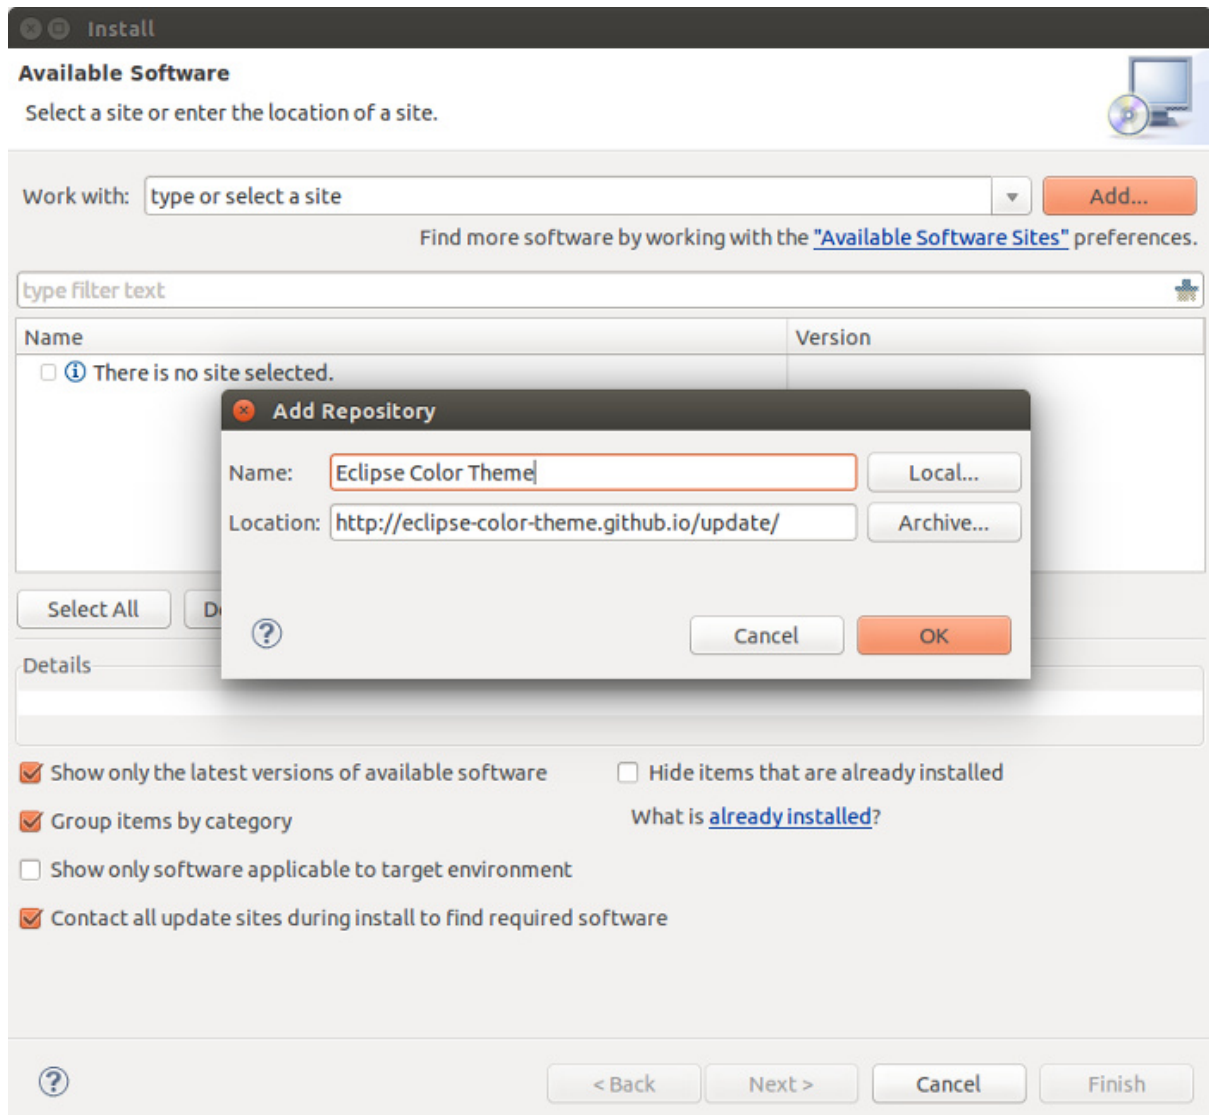 Install
Available Software
Select a site or enter the location of a site.
Work with: type or select a site Add...
Find more software by working with the "Available Software Sites" preferences.
type filter text
Name Version
There is no site selected.
Add Repository
Name: Eclipse Color Theme Local...
Location: http://eclipse-color-theme.github.io/update/ Archive...
Select All
Cancel OK
Details
Show only the latest versions of available software Hide items that are already installed
Group items by category What is already installed?
Show only software applicable to target environment
Contact all update sites during install to find required software
< Back Next > Cancel Finish